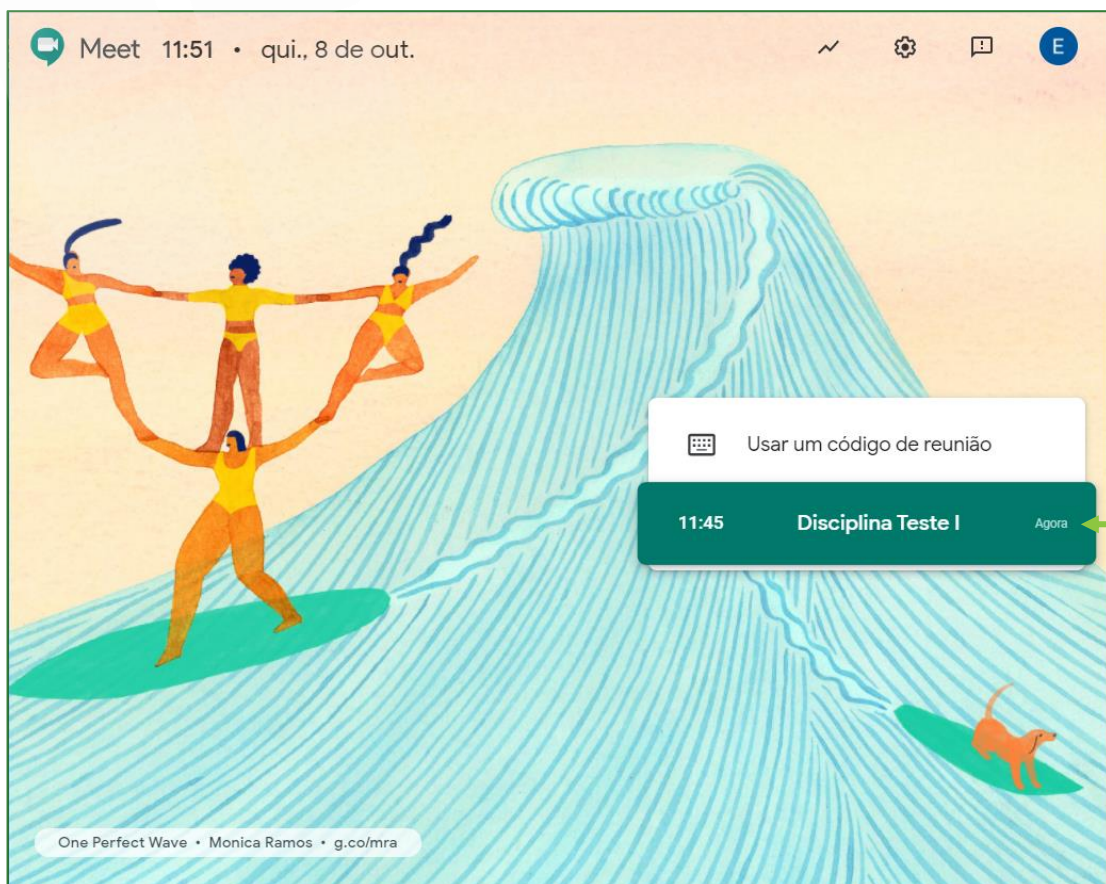 Meet 11:51 • qui., 8 de out.
E
Usar um código de reunião
11:45 Disciplina Teste I Agora
One Perfect Wave • Monica Ramos • g.co/mra